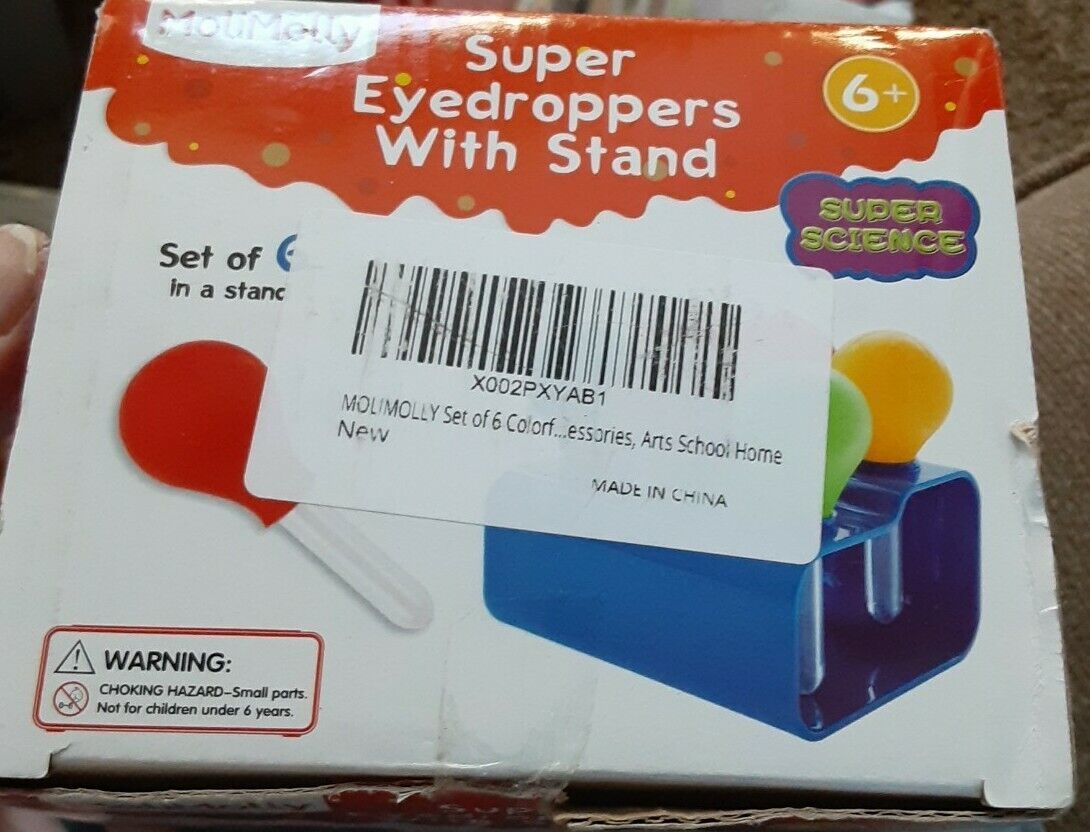 MoliMolly
Super
Eyedroppers
With Stand
6+
SUPER
SCIENCE
Set of 6
in a stand
X002PXYAB1
MOLIMOLLY Set of 6 Colorf...essories, Arts School Home
New
MADE IN CHINA
WARNING:
CHOKING HAZARD–Small parts.
Not for children under 6 years.